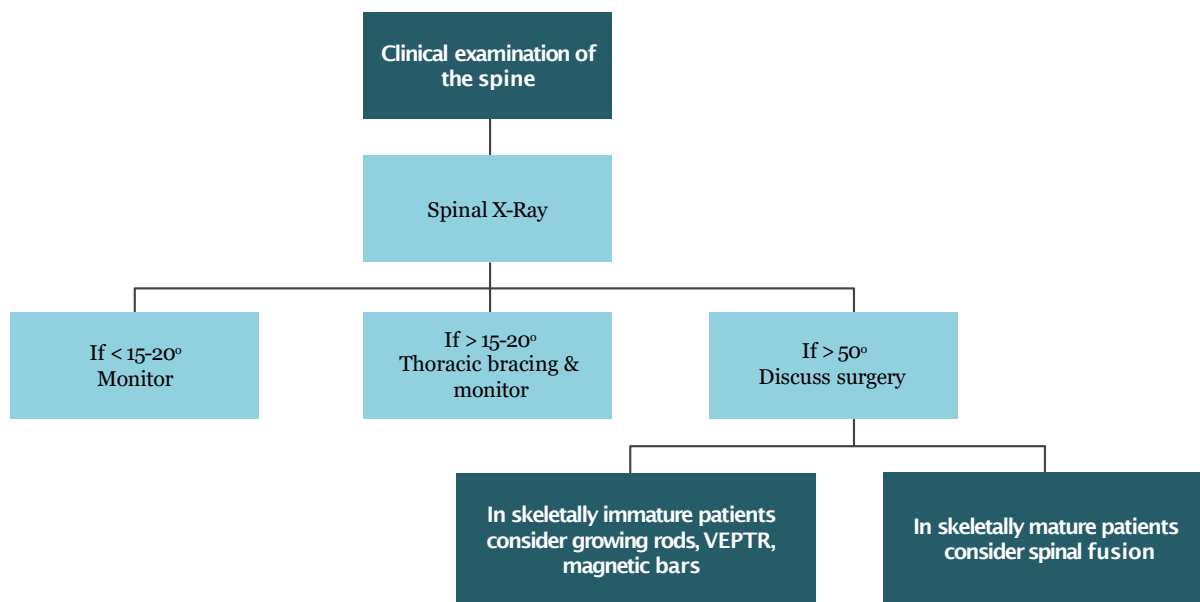 Clinical examination of
the spine
Spinal X-Ray
If < 15-20º
Monitor
If > 15-20º
Thoracic bracing &
monitor
If > 50º
Discuss surgery
In skeletally immature patients
consider growing rods, VEPTR,
magnetic bars
In skeletally mature patients
consider spinal fusion